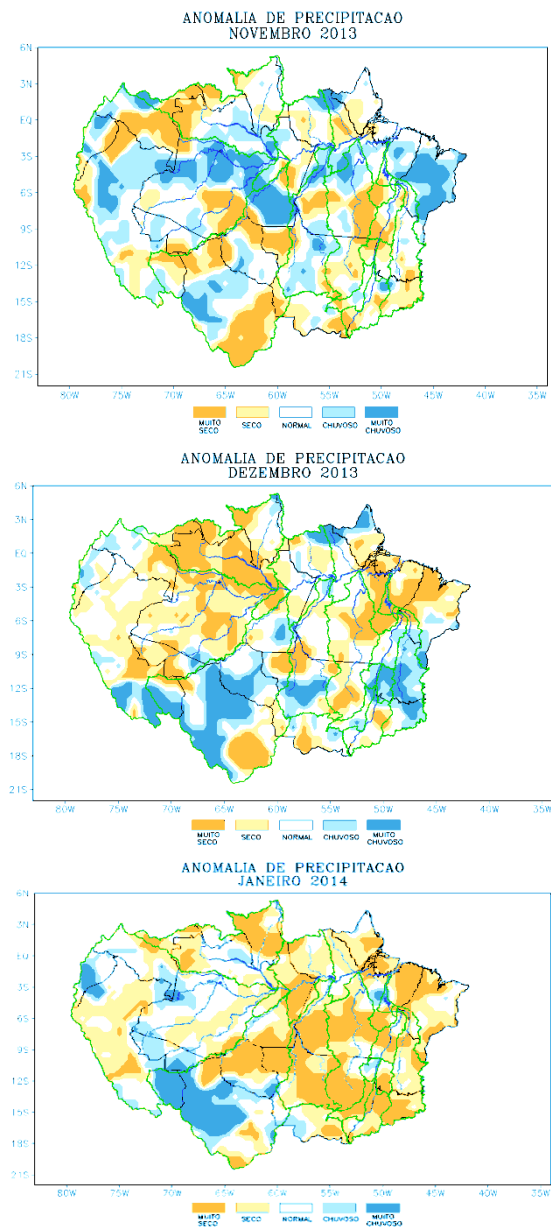 ANOMALIA DE PRECIPITACAO
NOVEMBRO 2013
6N
3N
EQ
3S
6S
9S
12S
15S
18S
21S
80W 75W 70W 65W 60W 55W 50W 45W 40W 35W
MUITO SECO SECO NORMAL CHUVOSO MUITO CHUVOSO
ANOMALIA DE PRECIPITACAO
DEZEMBRO 2013
6N
3N
EQ
3S
6S
9S
12S
15S
18S
21S
80W 75W 70W 65W 60W 55W 50W 45W 40W 35W
MUITO SECO SECO NORMAL CHUVOSO MUITO CHUVOSO
ANOMALIA DE PRECIPITACAO
JANEIRO 2014
6N
3N
EQ
3S
6S
9S
12S
15S
18S
21S
80W 75W 70W 65W 60W 55W 50W 45W 40W 35W
MUITO SECO SECO NORMAL CHUVOSO MUITO CHUVOSO